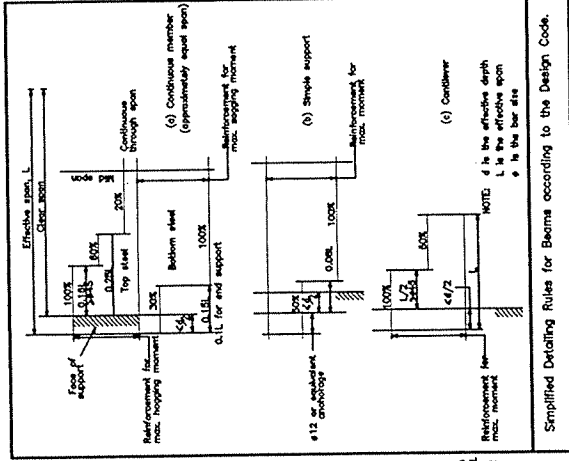 Effective span, L
Clear span
Face of
support
100%
0.15L
≯45ø
60%
0.25L
20%
Top steel
Continuous
through span
Mid span
Reinforcement for
max. hogging moment
30%
Bottom steel
100%
0.15L
0.1L for end support
(a) Continuous member
(approximately equal span)
Reinforcement for
max. sagging moment
50%
100%
0.08L
ø12 or equivalent
anchorage
(b) Simple support
Reinforcement for
max. moment
100%
L/2
50%
<d/2
L
Reinforcement for
max. moment
(c) Cantilever
NOTE: d is the effective depth
L is the effective span
ø is the bar size
Simplified Detailing Rules for Beams according to the Design Code.